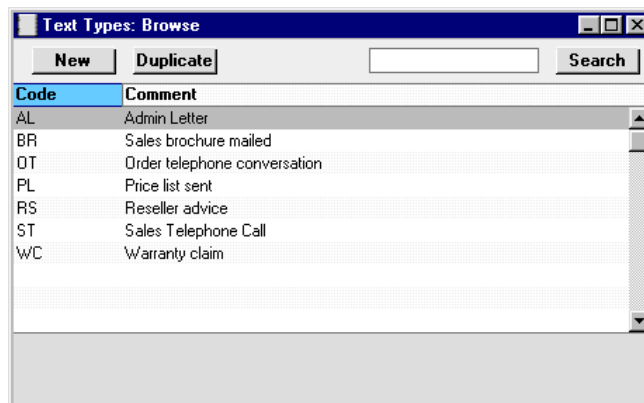 Text Types: Browse
New Duplicate Search
Code Comment
AL Admin Letter
BR Sales brochure mailed
OT Order telephone conversation
PL Price list sent
RS Reseller advice
ST Sales Telephone Call
WC Warranty claim